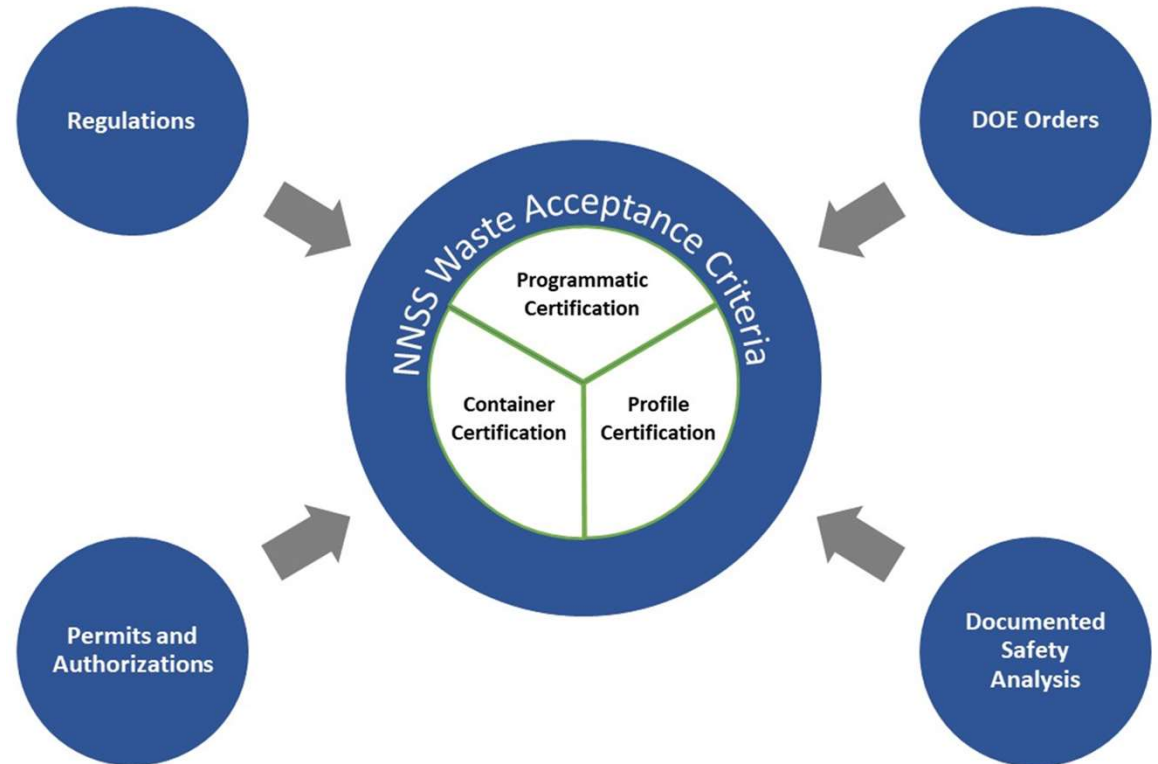 Regulations
DOE Orders
NNSS Waste Acceptance Criteria
Programmatic
Certification
Container
Certification
Profile
Certification
Permits and
Authorizations
Documented
Safety
Analysis